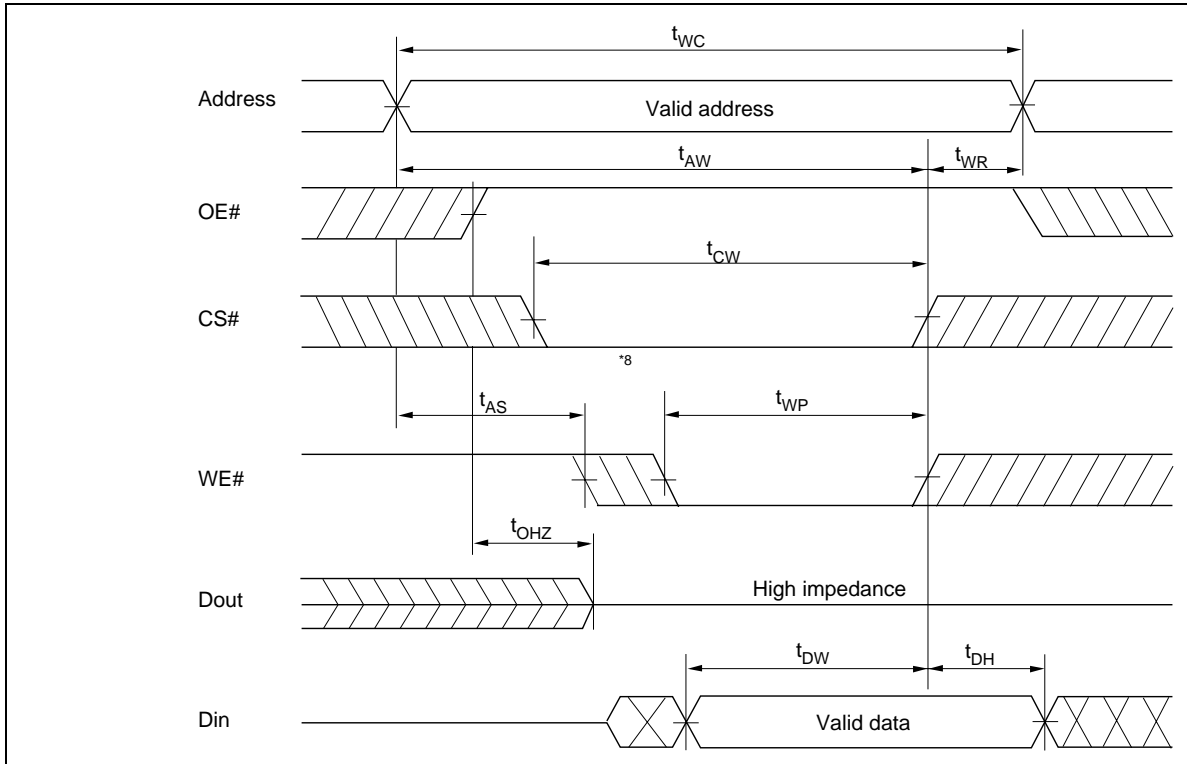 tWC
Address
Valid address
tAW
tWR
OE#
tCW
CS#
*8
tAS
tWP
WE#
tOHZ
Dout
High impedance
tDW
tDH
Din
Valid data